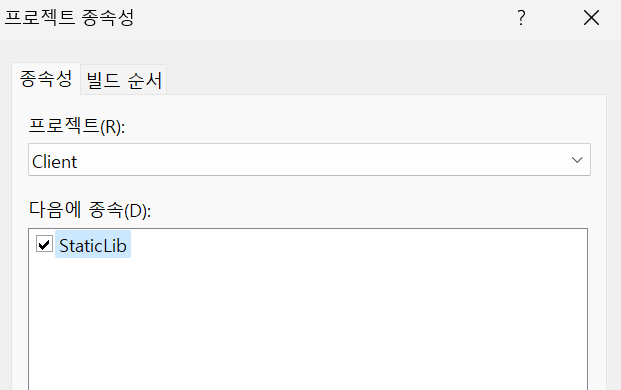 프로젝트 종속성
종속성
빌드 순서
프로젝트(R):
Client
다음에 종속(D):
StaticLib